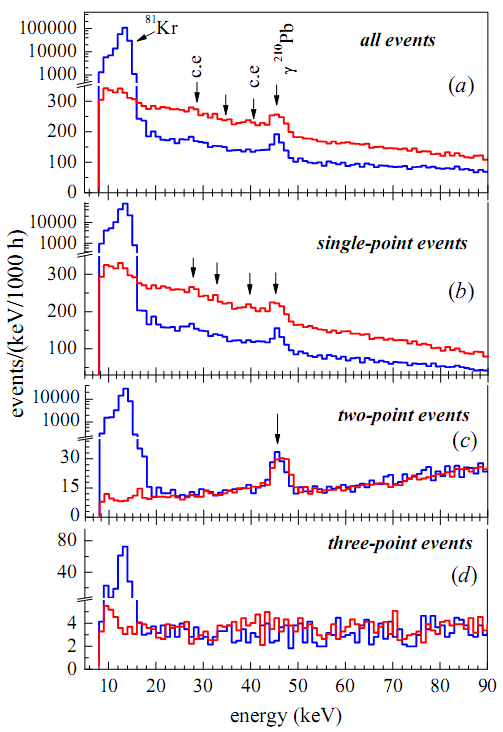 all events
(a)
81Kr
c.e
c.e
γ 210Pb
100000
10000
1000
300
200
100
0
single-point events
(b)
10000
1000
300
200
100
two-point events
(c)
10000
1000
30
15
0
three-point events
(d)
80
40
4
2
0
10 20 30 40 50 60 70 80 90
energy (keV)
events/(keV/1000 h)